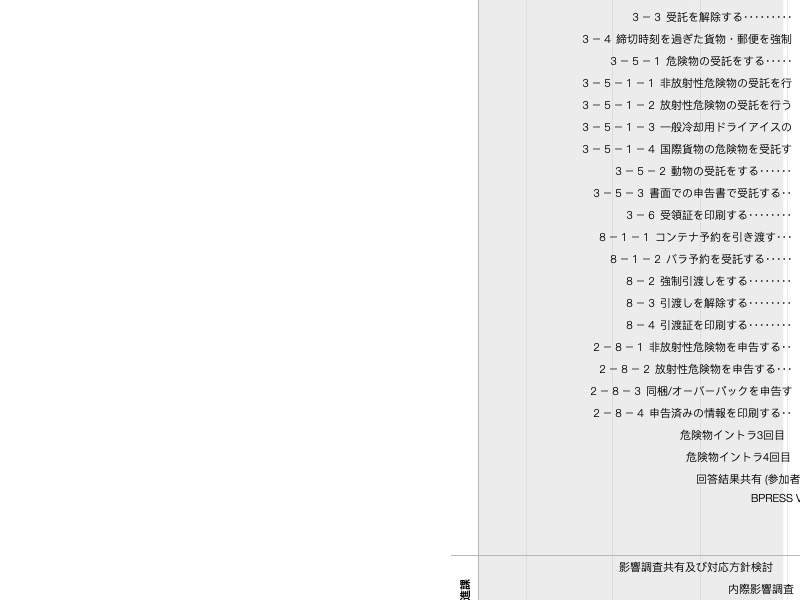 3−3 受託を解除する‥‥‥‥‥
3−4 締切時刻を過ぎた貨物・郵便を強制
3−5−1 危険物の受託をする‥‥‥
3−5−1−1 非放射性危険物の受託を行
3−5−1−2 放射性危険物の受託を行う
3−5−1−3 一般冷却用ドライアイスの
3−5−1−4 国際貨物の危険物を受託す
3−5−2 動物の受託をする‥‥‥
3−5−3 書面での申告書で受託する‥
3−6 受領証を印刷する‥‥‥‥
8−1−1 コンテナ予約を引き渡す‥・
8−1−2 バラ予約を受託する‥‥・
8−2 強制引渡しをする‥‥‥‥
8−3 引渡しを解除する‥‥‥‥
8−4 引渡証を印刷する‥‥‥‥
2−8−1 非放射性危険物を申告する‥
2−8−2 放射性危険物を申告する‥・
2−8−3 同梱/オーバーパックを申告す
2−8−4 申告済みの情報を印刷する‥
危険物イントラ3回目
危険物イントラ4回目
回答結果共有 (参加者
BPRESS
影響調査共有及び対応方針検討
進課
内際影響調査